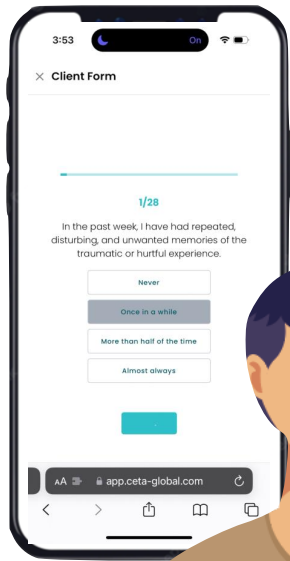 3:53
On
× Client Form
1/28
In the past week, I have had repeated,
disturbing, and unwanted memories of the
traumatic or hurtful experience.
Never
Once in a while
More than half of the time
Almost always
AA app.ceta-global.com